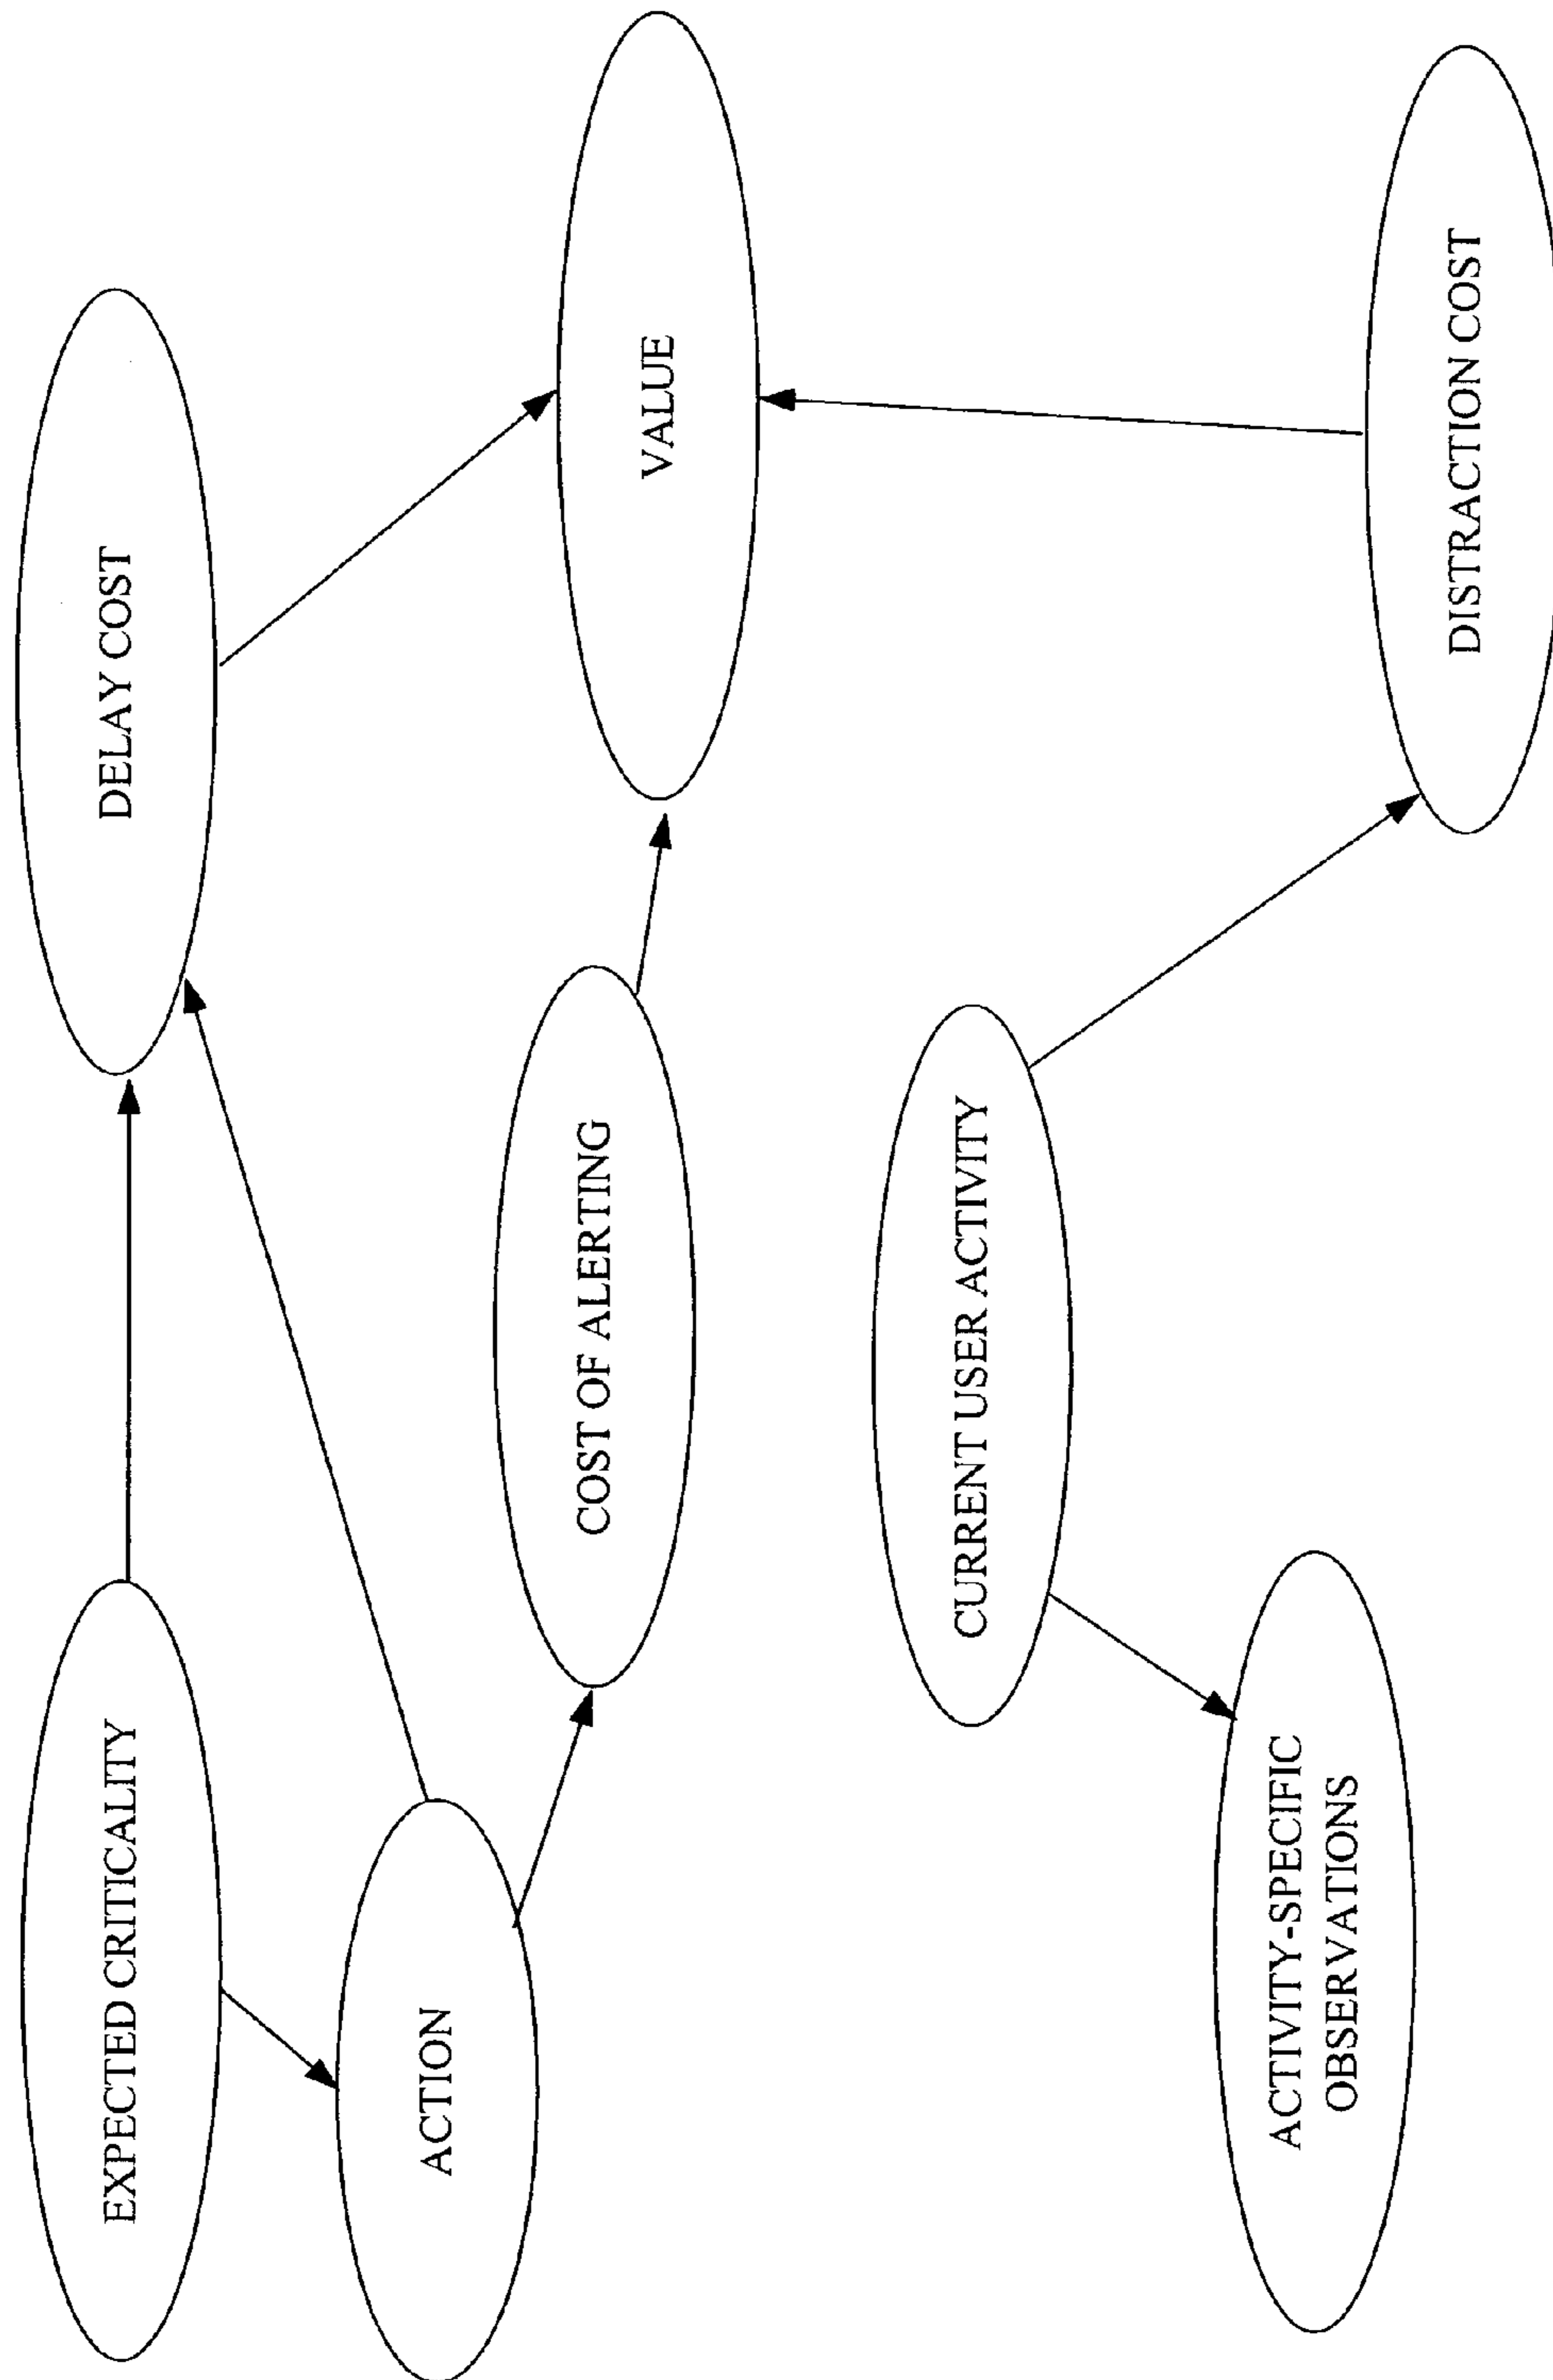 EXPECTED CRITICALITY
DELAY COST
ACTION
COST OF ALERTING
VALUE
CURRENT USER ACTIVITY
ACTIVITY-SPECIFIC
OBSERVATIONS
DISTRACTION COST